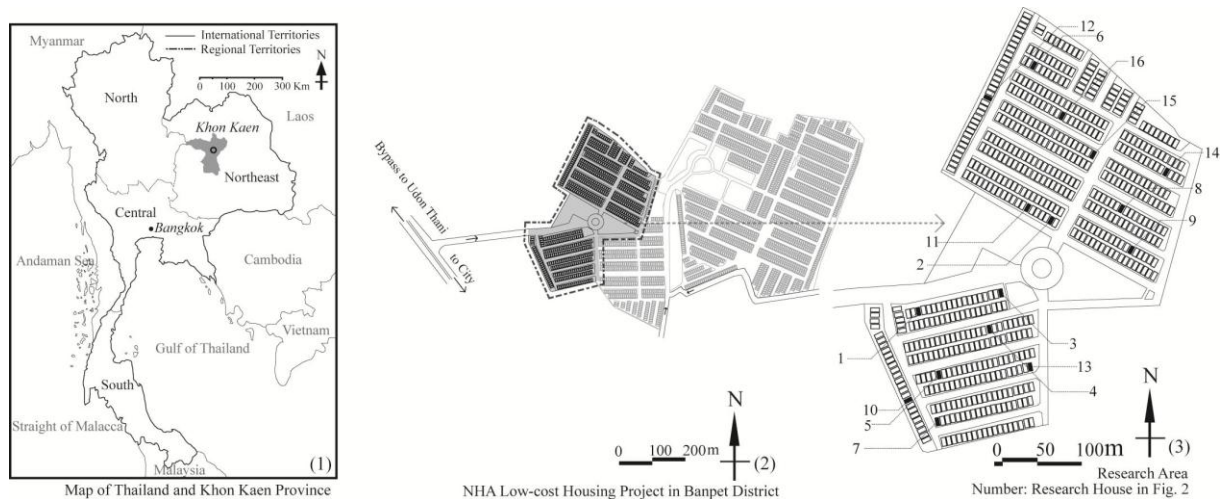 Myanmar
International Territories
Regional Territories
N
0 100 200 300 Km
North
Laos
Khon Kaen
Northeast
Central
Bangkok
Andaman Sea
Cambodia
Gulf of Thailand
Vietnam
South
Straight of Malacca
Malaysia
(1)
Map of Thailand and Khon Kaen Province
Bypass to Udon Thani
to City
0 100 200m
N
(2)
NHA Low-cost Housing Project in Banpet District
12
6
16
15
14
8
9
11
2
1
3
13
4
10
5
7
N
0 50 100m
(3)
Research Area
Number: Research House in Fig. 2